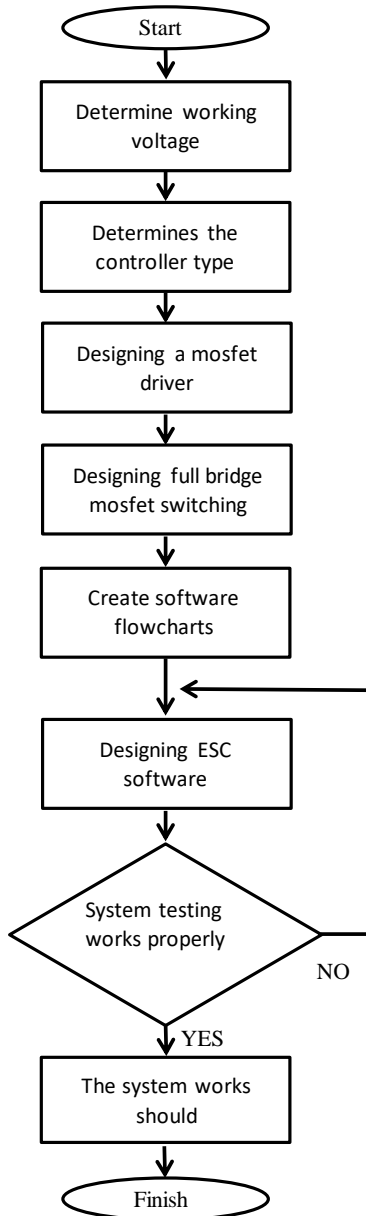 Start
Determine working
voltage
Determines the
controller type
Designing a mosfet
driver
Designing full bridge
mosfet switching
Create software
flowcharts
Designing ESC
software
System testing
works properly
NO
YES
The system works
should
Finish